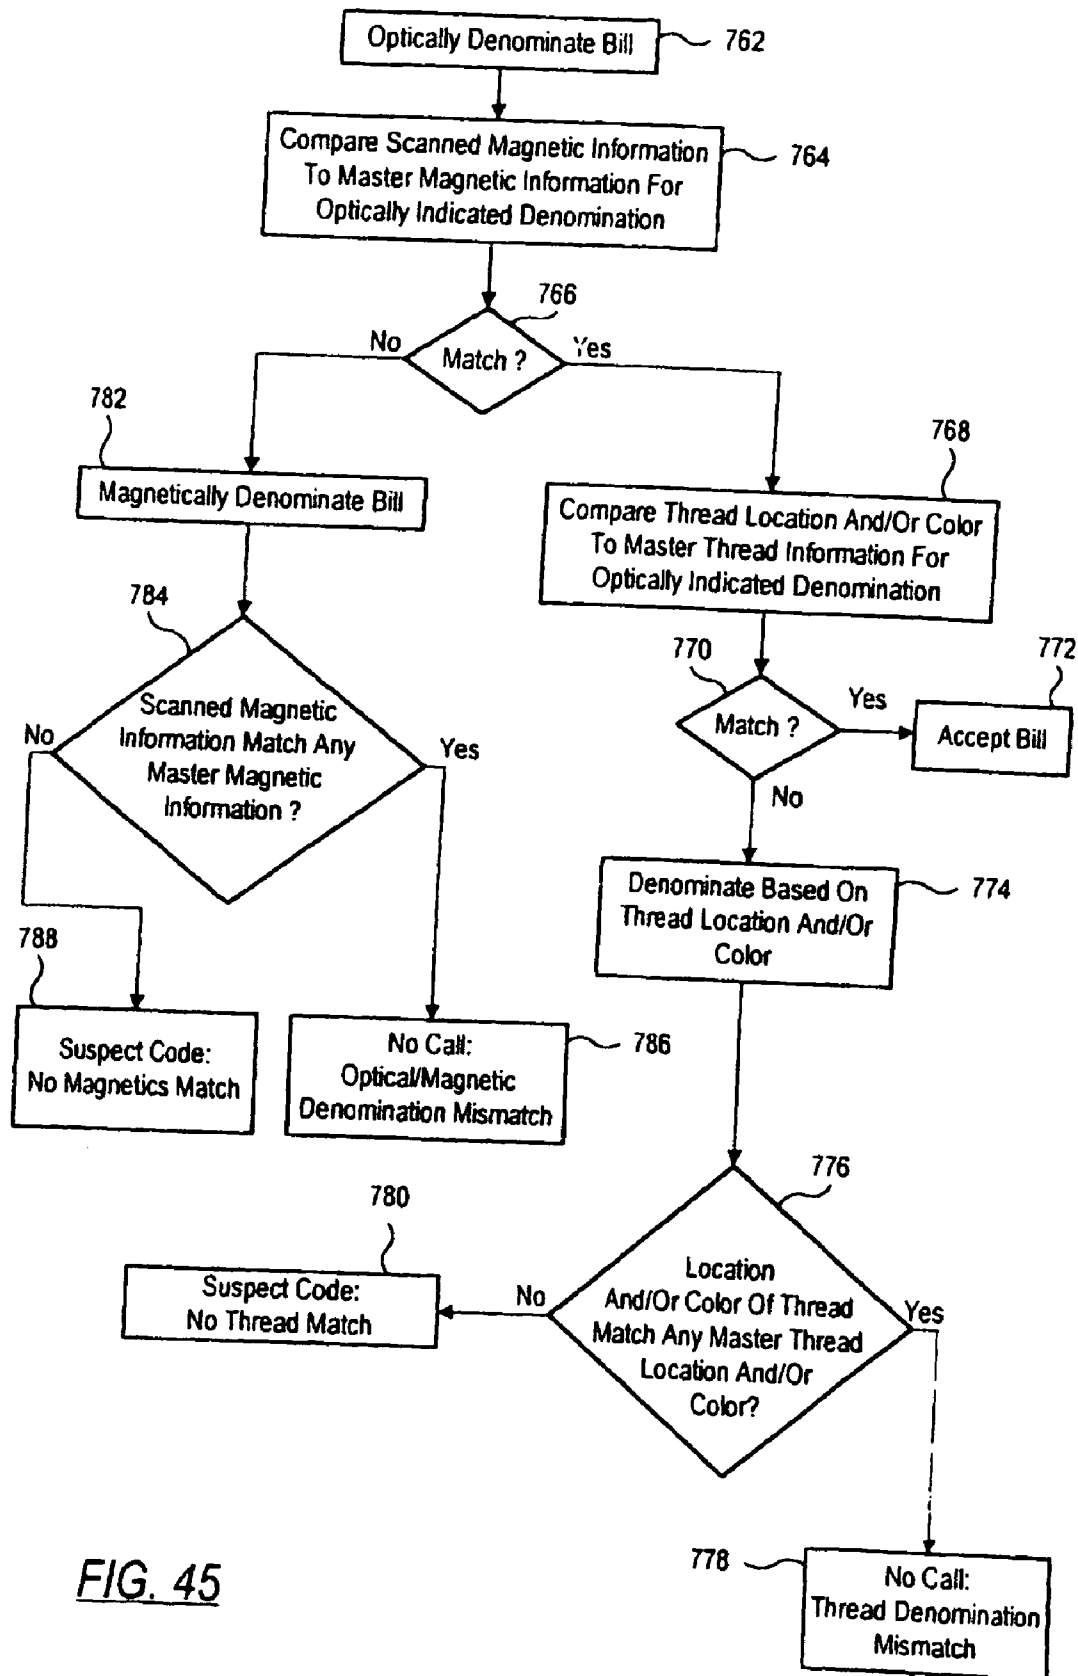 Optically Denominate Bill
762
Compare Scanned Magnetic Information
To Master Magnetic Information For
Optically Indicated Denomination
764
766
No
Match ?
Yes
782
Magnetically Denominate Bill
768
Compare Thread Location And/Or Color
To Master Thread Information For
Optically Indicated Denomination
784
Scanned Magnetic
Information Match Any
Master Magnetic
Information ?
No
Yes
770
Match ?
Yes
772
Accept Bill
No
Denominate Based On
Thread Location And/Or
Color
774
788
Suspect Code:
No Magnetics Match
No Call:
Optical/Magnetic
Denomination Mismatch
786
776
Location
And/Or Color Of Thread
Match Any Master Thread
Location And/Or
Color?
No
Yes
780
Suspect Code:
No Thread Match
778
No Call:
Thread Denomination
Mismatch
FIG. 45